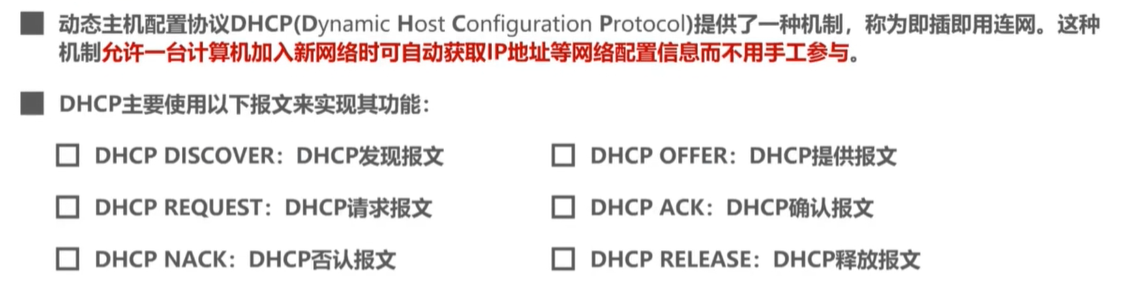 动态主机配置协议DHCP(Dynamic Host Configuration Protocol)提供了一种机制，称为即插即用连网。这种
机制允许一台计算机加入新网络时可自动获取IP地址等网络配置信息而不用手工参与。
DHCP主要使用以下报文来实现其功能：
DHCP DISCOVER：DHCP发现报文
DHCP OFFER：DHCP提供报文
DHCP REQUEST：DHCP请求报文
DHCP ACK：DHCP确认报文
DHCP NACK：DHCP否认报文
DHCP RELEASE：DHCP释放报文